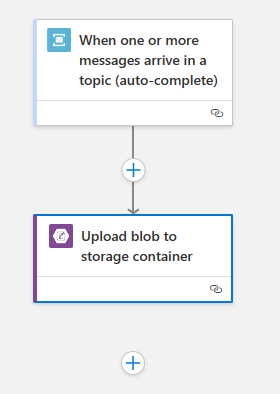 When one or more
messages arrive in a
topic (auto-complete)
Upload blob to
storage container